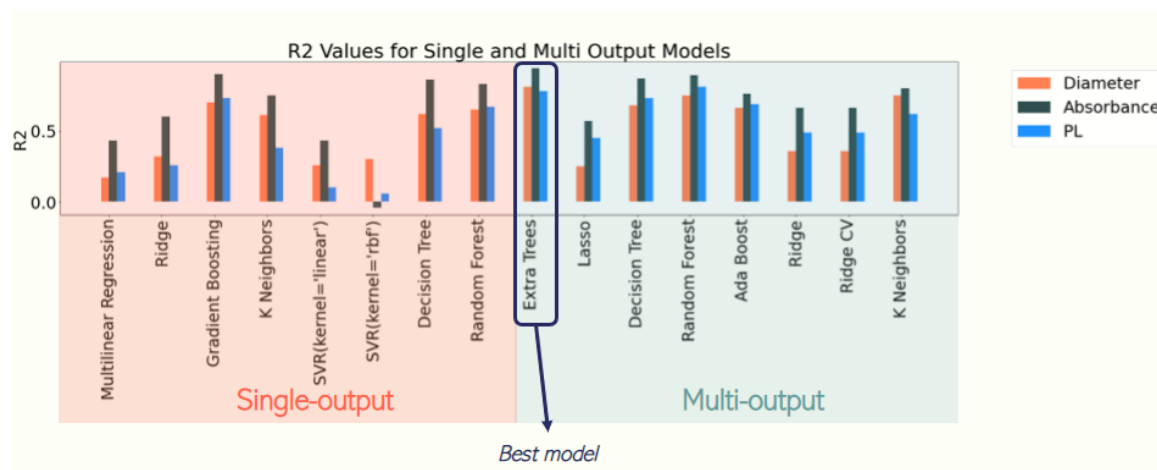 R2 Values for Single and Multi Output Models
Diameter
Absorbance
PL
R2
0.5
0.0
Multilinear Regression
Ridge
Gradient Boosting
K Neighbors
SVR(kernel='linear')
SVR(kernel='rbf')
Decision Tree
Random Forest
Extra Trees
Lasso
Decision Tree
Random Forest
Ada Boost
Ridge
Ridge CV
K Neighbors
Single-output
Multi-output
Best model